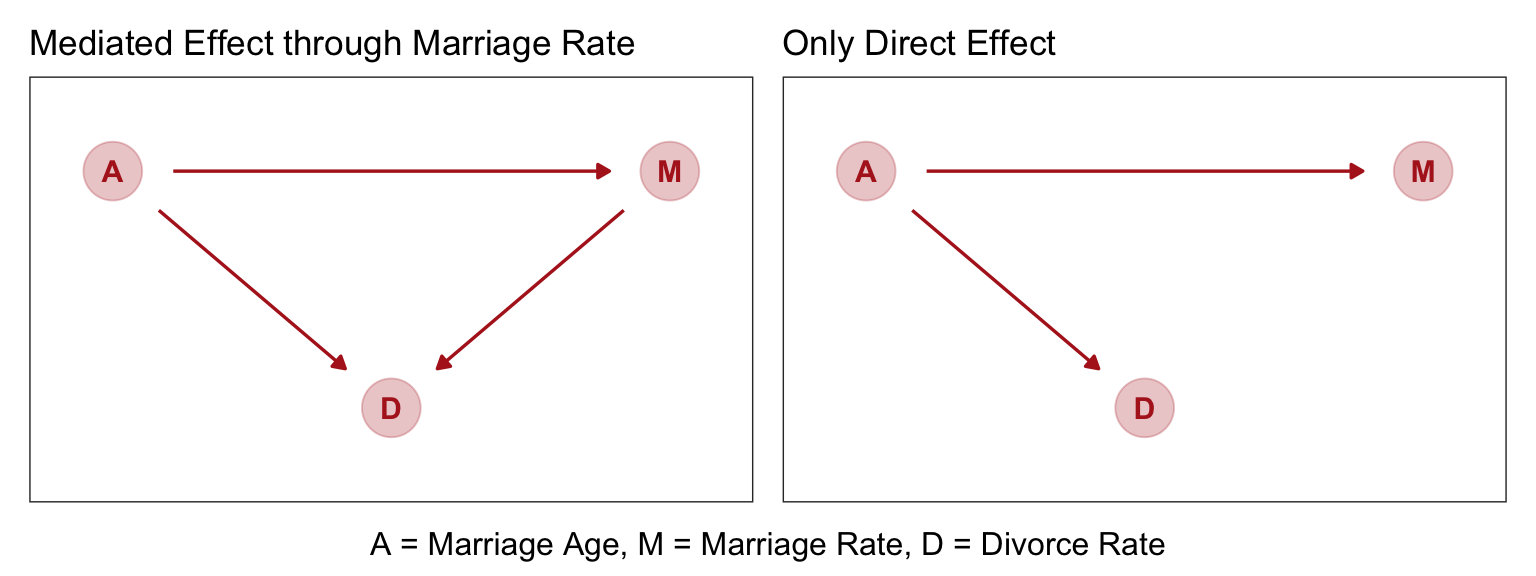 Mediated Effect through Marriage Rate
A
M
D
Only Direct Effect
A
M
D
A = Marriage Age, M = Marriage Rate, D = Divorce Rate